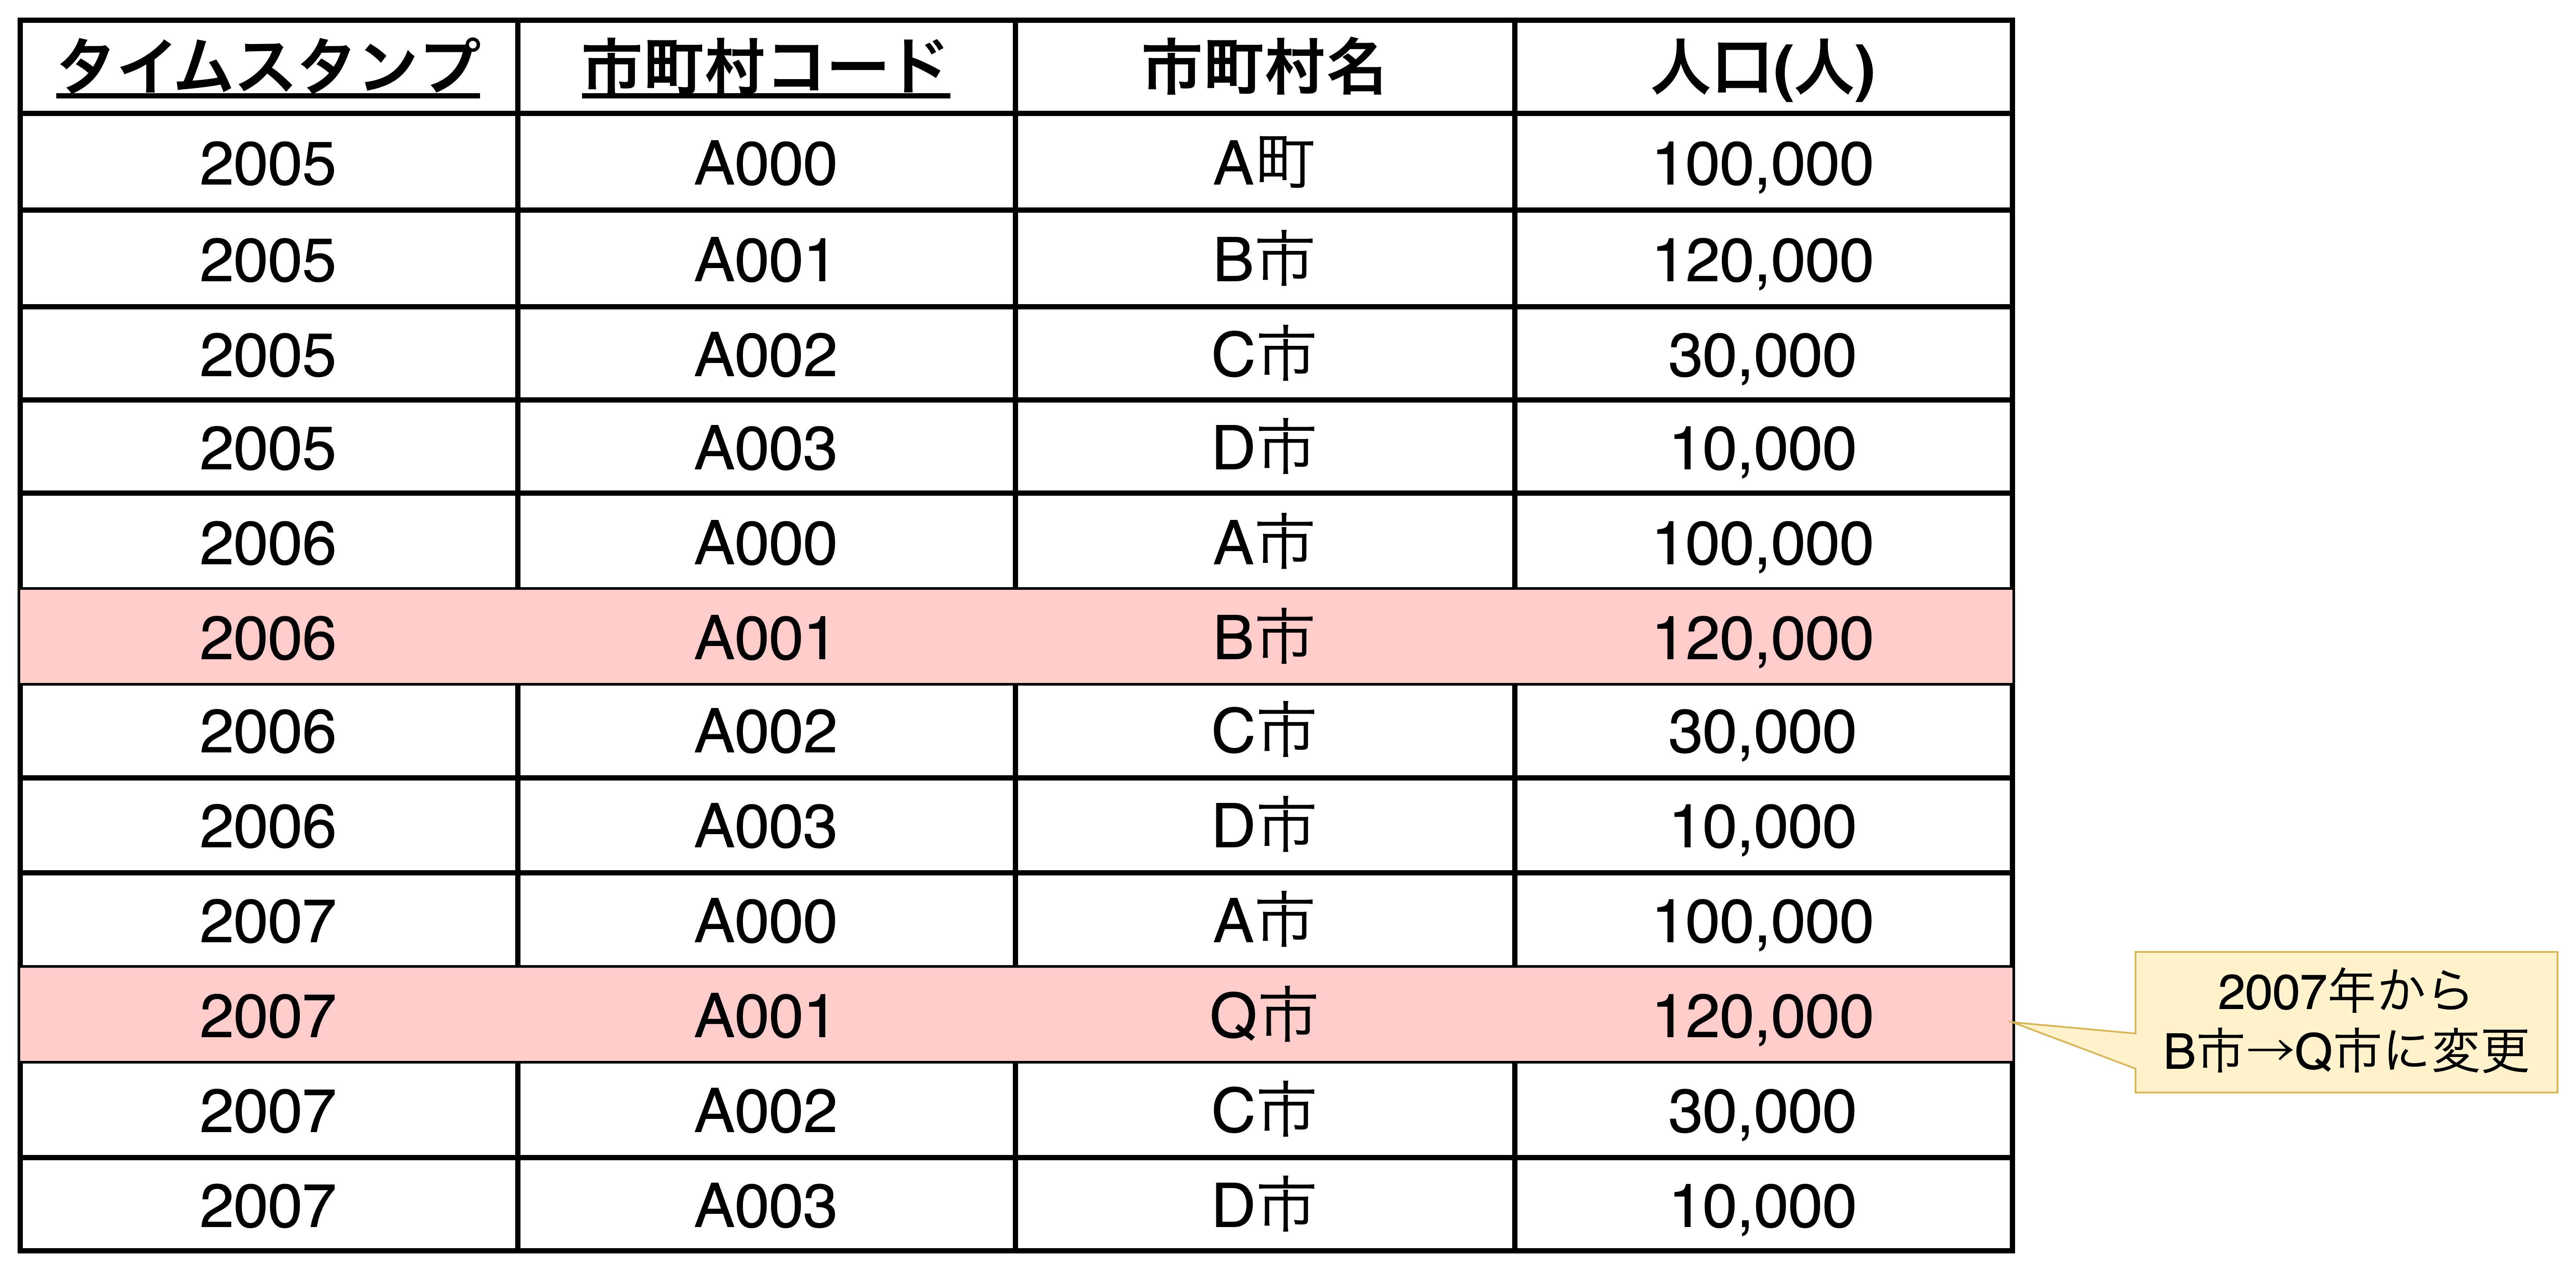 タイムスタンプ 市町村コード 市町村名 人口(人)
2005 A000 A町 100,000
2005 A001 B市 120,000
2005 A002 C市 30,000
2005 A003 D市 10,000
2006 A000 A市 100,000
2006 A001 B市 120,000
2006 A002 C市 30,000
2006 A003 D市 10,000
2007 A000 A市 100,000
2007 A001 Q市 120,000
2007年から
B市→Q市に変更
2007 A002 C市 30,000
2007 A003 D市 10,000